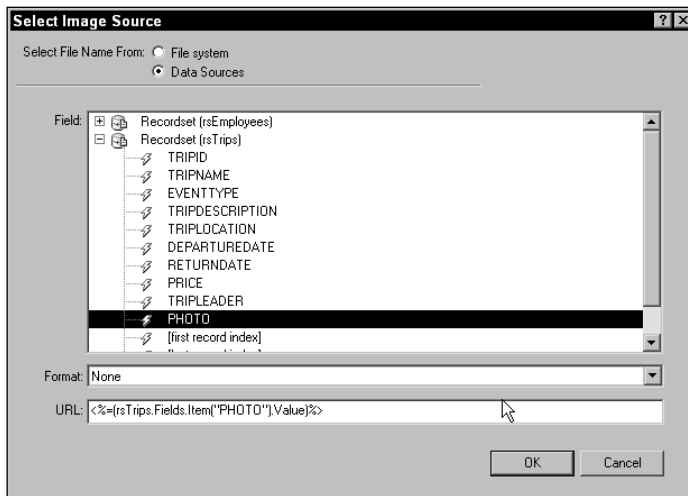 Select Image Source
Select File Name From: File system
Data Sources
Field: Recordset (rsEmployees)
Recordset (rsTrips)
TRIPID
TRIPNAME
EVENTTYPE
TRIPDESCRIPTION
TRIPLOCATION
DEPARTUREDATE
RETURNDATE
PRICE
TRIPLEADER
PHOTO
[first record index]
Format: None
URL: <%=(rsTrips.Fields.Item("PHOTO").Value)%>
OK Cancel